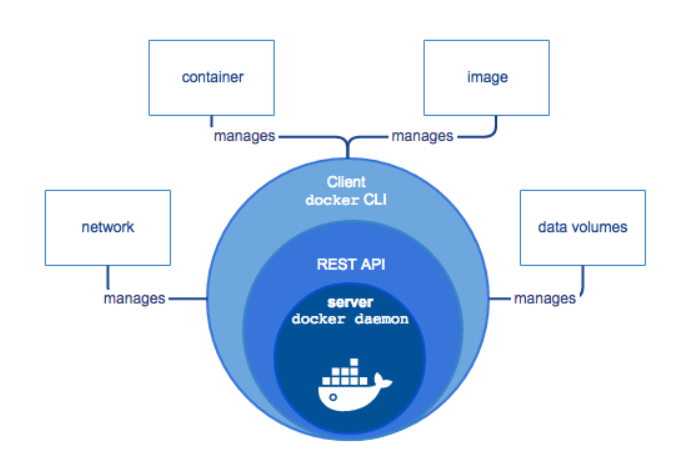 container
image
manages
manages
Client
docker CLI
network
data volumes
REST API
manages
server
manages
docker daemon